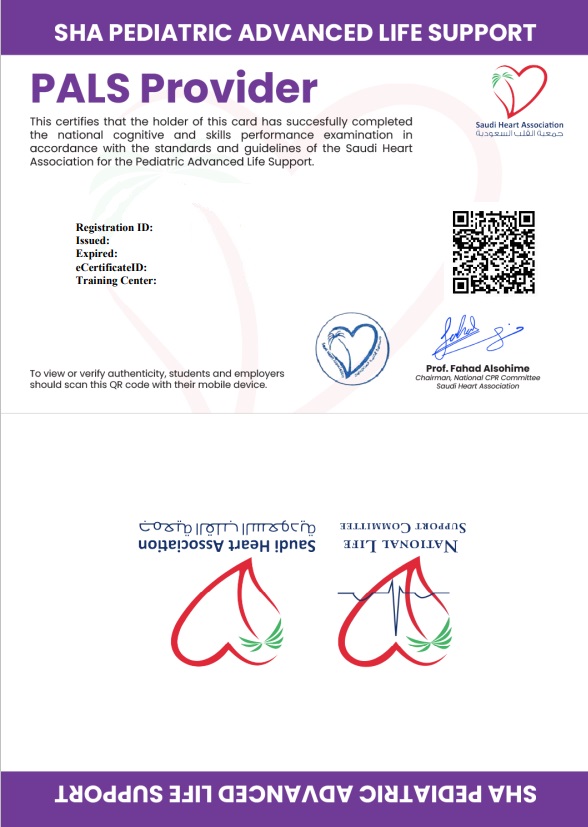 SHA PEDIATRIC ADVANCED LIFE SUPPORT
PALS Provider
This certifies that the holder of this card has succesfully completed
the national cognitive and skills performance examination in
accordance with the standards and guidelines of the Saudi Heart
Association for the Pediatric Advanced Life Support.
Saudi Heart Association
جمعية القلب السعودية
Registration ID:
Issued:
Expired:
eCertificateID:
Training Center:
To view or verify authenticity, students and employers
should scan this QR code with their mobile device.
Prof. Fahad Alsohime
Chairman, National CPR Committee
Saudi Heart Association
SHA PEDIATRIC ADVANCED LIFE SUPPORT
NATIONAL LIFE
SUPPORT COMMITTEE
Saudi Heart Association
جمعية القلب السعودية